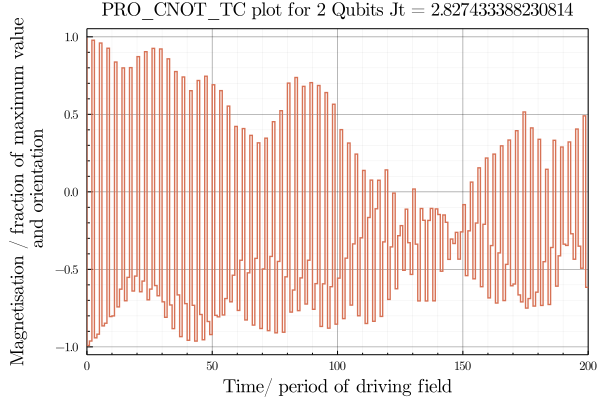 PRO_CNOT_TC plot for 2 Qubits Jt = 2.827433388230814
Magnetisation / fraction of maximum value
and orientation
1.0
0.5
0.0
−0.5
−1.0
0 50 100 150 200
Time/ period of driving field